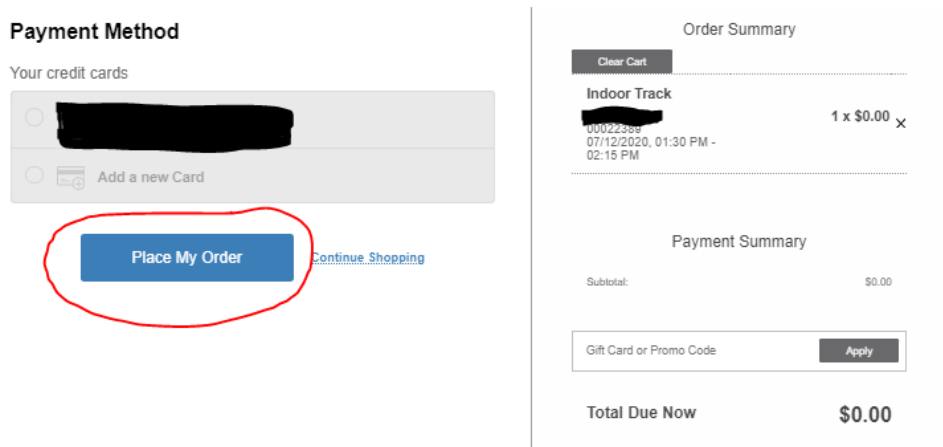 Payment Method
Your credit cards
Add a new Card
Place My Order
Continue Shopping
Order Summary
Clear Cart
Indoor Track
1 x $0.00 ×
00022389
07/12/2020, 01:30 PM -
02:15 PM
Payment Summary
Subtotal: $0.00
Gift Card or Promo Code Apply
Total Due Now $0.00